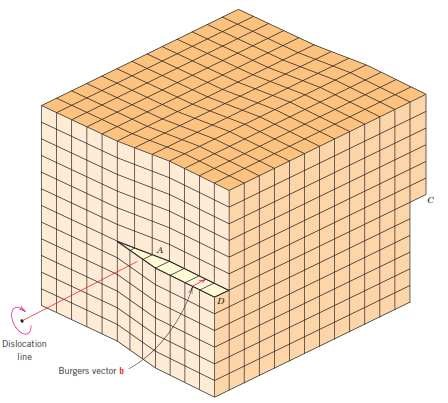 C
A
D
Dislocation
line
Burgers vector b